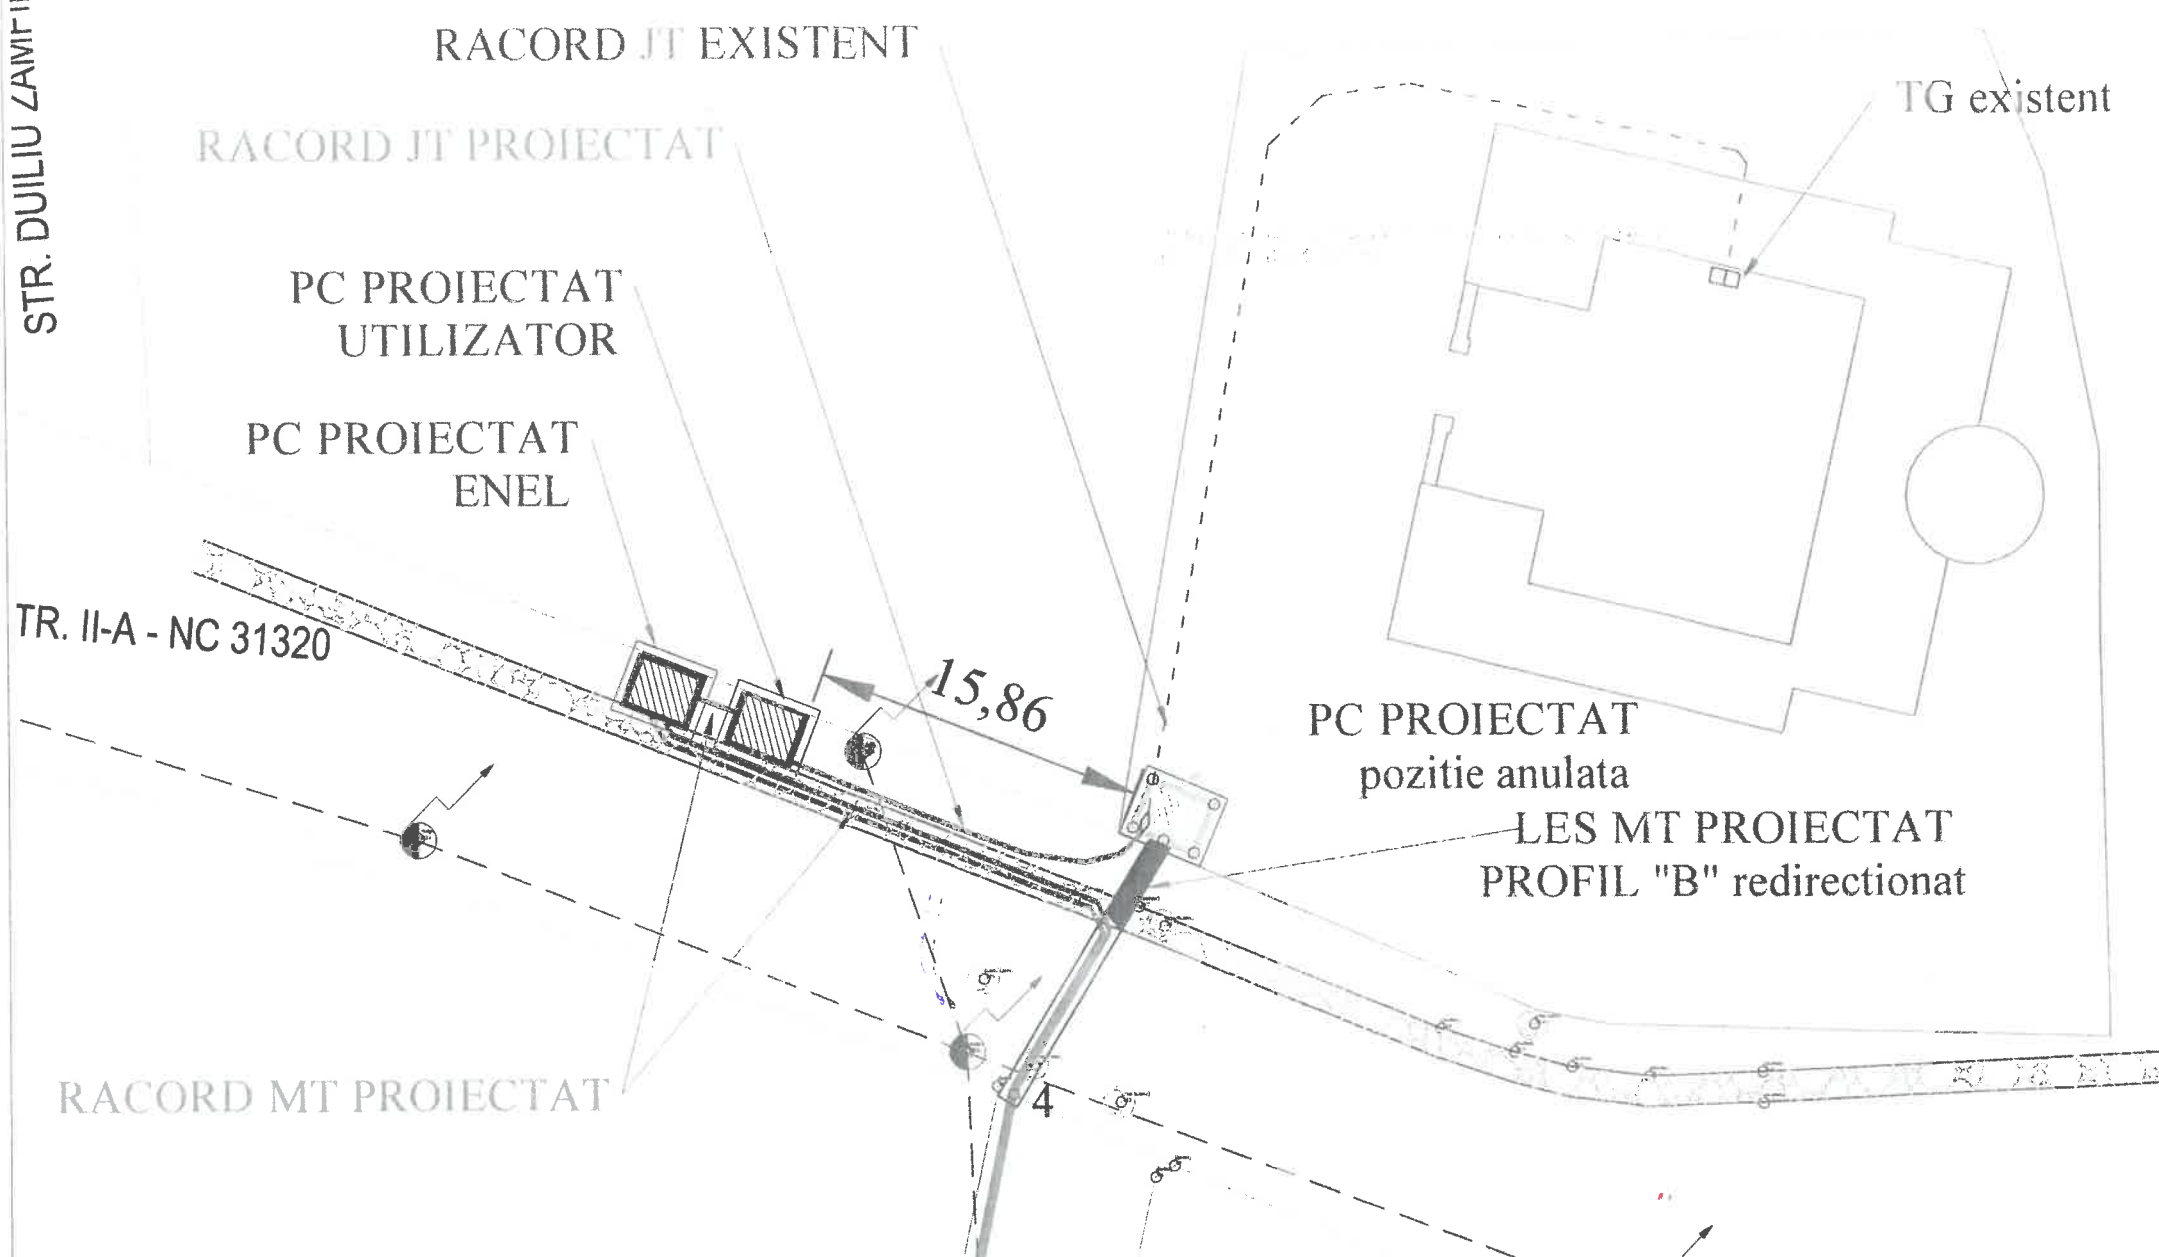 RACORD JT EXISTENT
TG existent
RACORD JT PROIECTAT
STR. DUILIU
PC PROIECTAT
UTILIZATOR
PC PROIECTAT
ENEL
TR. II-A - NC 31320
15,86
PC PROIECTAT
pozitie anulata
LES MT PROIECTAT
PROFIL "B" redirectionat
RACORD MT PROIECTAT
4